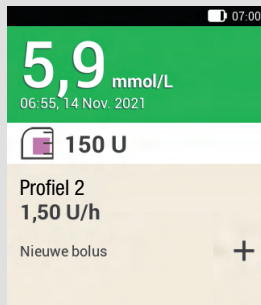 07:00
5,9 mmol/L
06:55, 14 Nov. 2021
150 U
Profiel 2
1,50 U/h
Nieuwe bolus +